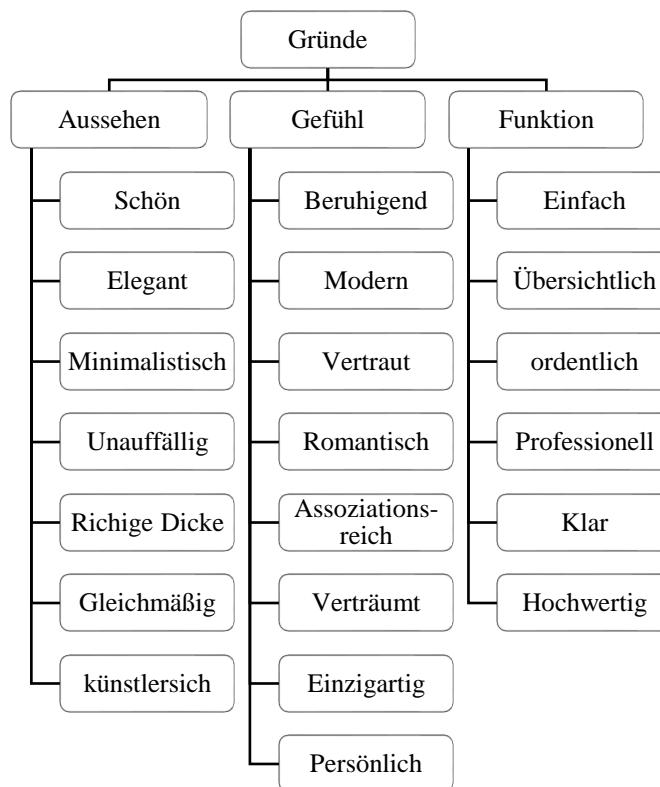 Gründe
Aussehen
Schön
Elegant
Minimalistisch
Unauffällig
Richige Dicke
Gleichmäßig
künstlersich
Gefühl
Beruhigend
Modern
Vertraut
Romantisch
Assoziations-
reich
Verträumt
Einzigartig
Persönlich
Funktion
Einfach
Übersichtlich
ordentlich
Professionell
Klar
Hochwertig